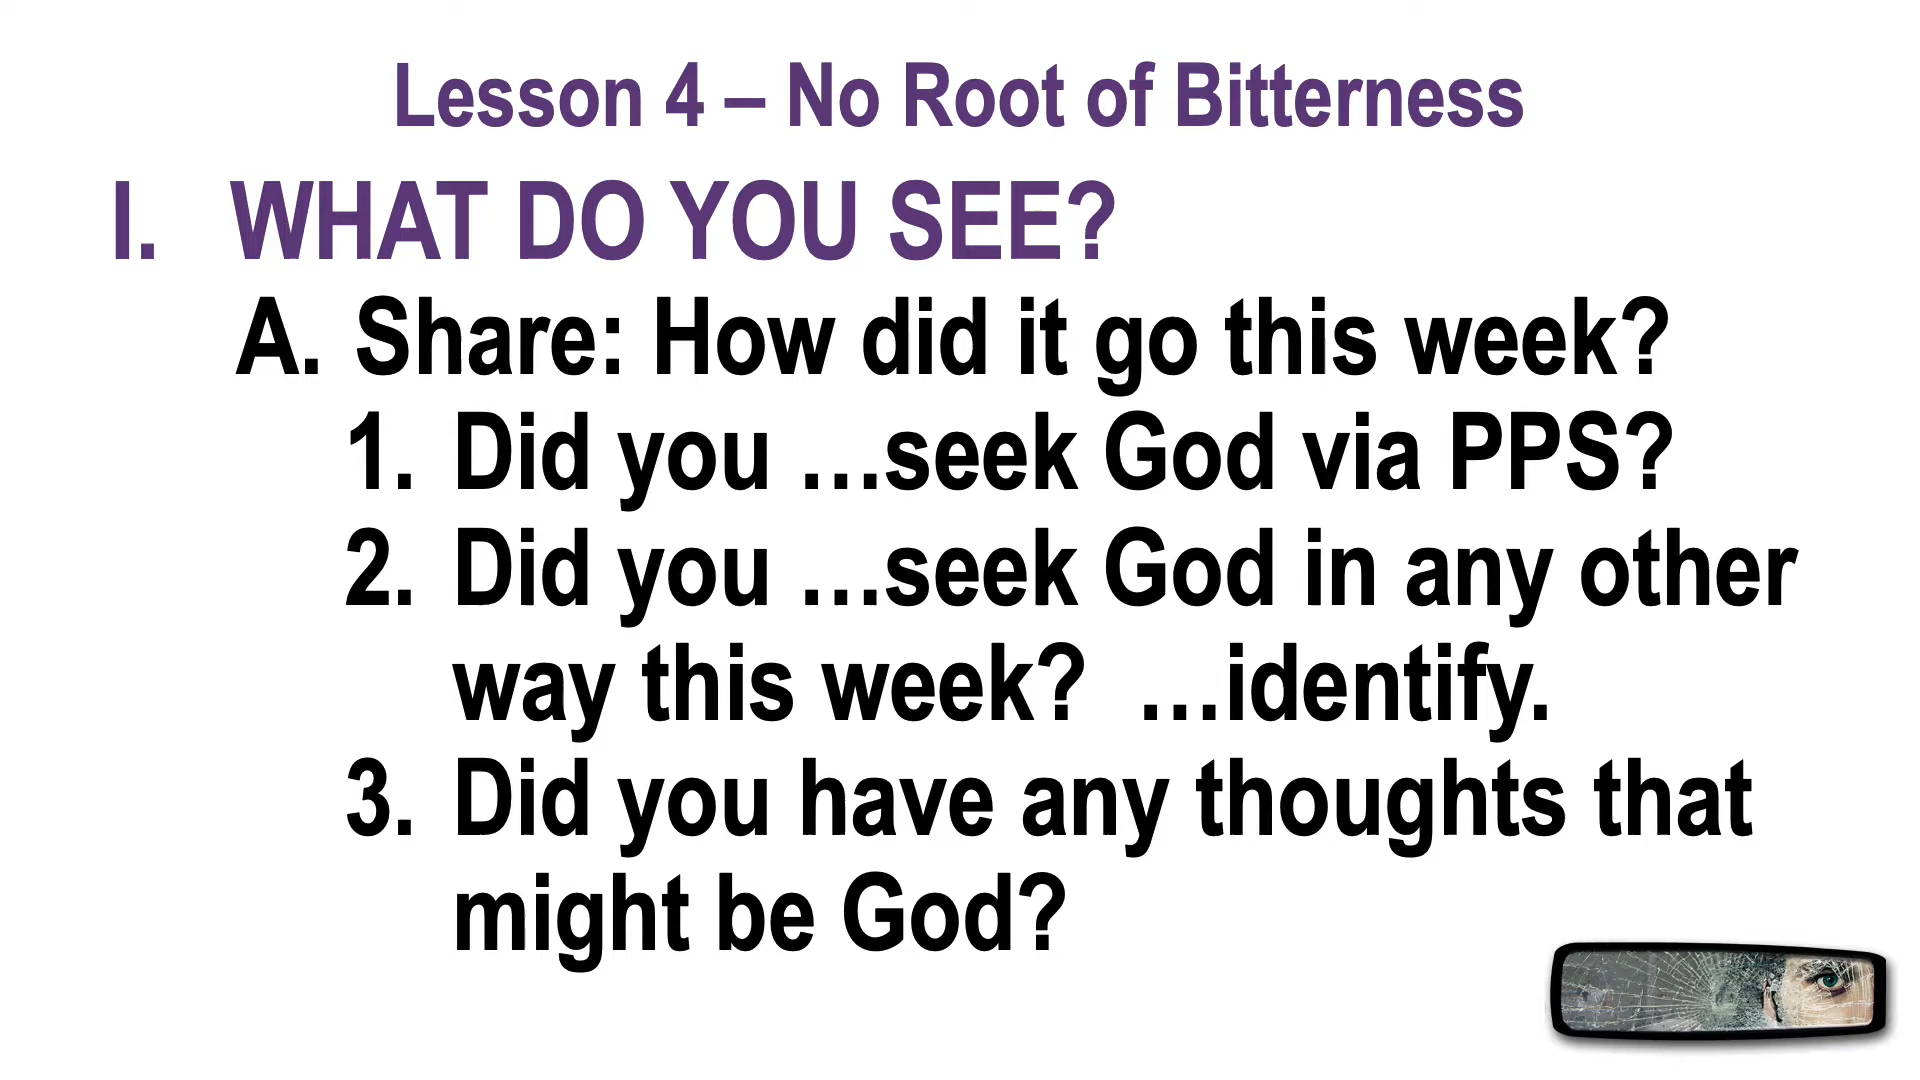 Lesson 4 – No Root of Bitterness
I. WHAT DO YOU SEE?
A. Share: How did it go this week?
1. Did you …seek God via PPS?
2. Did you …seek God in any other
way this week?  …identify.
3. Did you have any thoughts that
might be God?